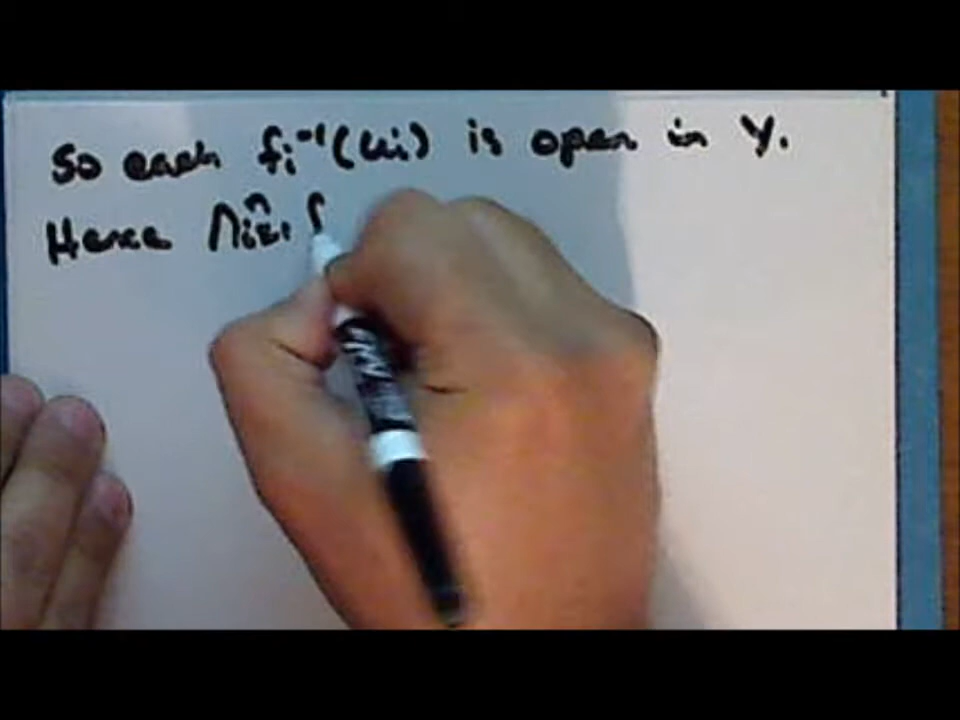 So each fᵢ⁻¹(uᵢ) is open in Y.
Hence ⋂ᵢ₌₁ⁿ f